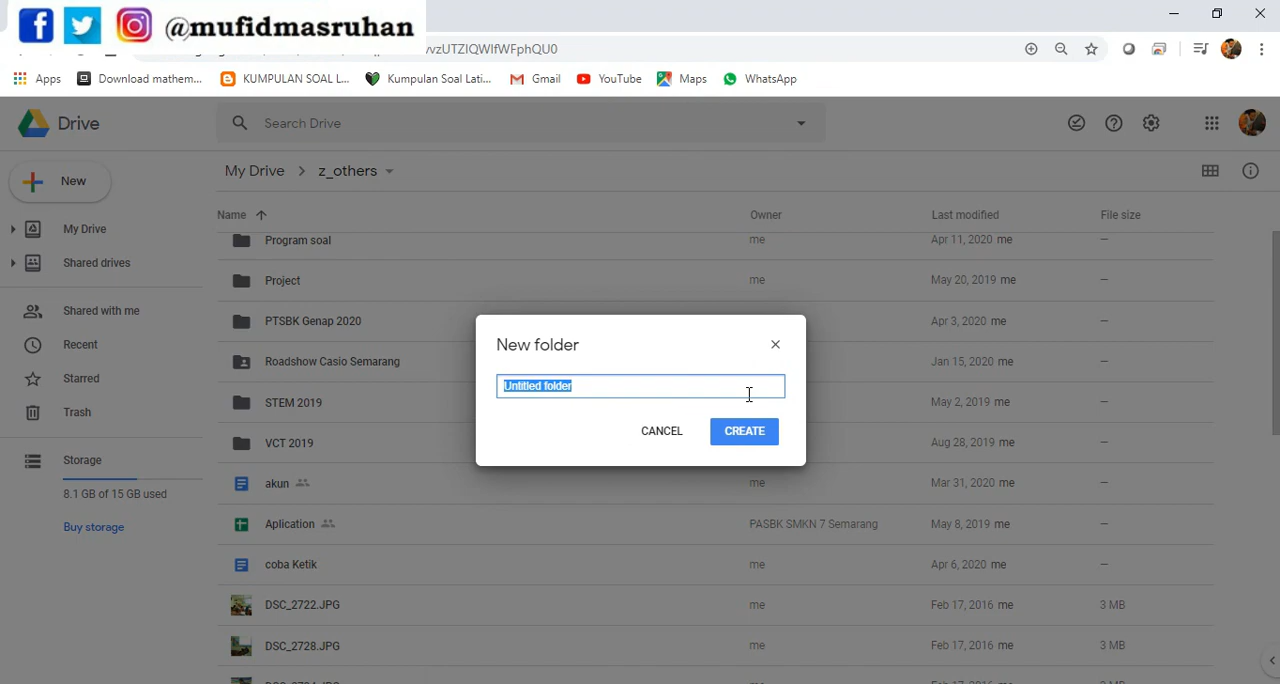 @mufidmasruhan
vzUTZIQWIfWFphQU0
Apps Download mathem... KUMPULAN SOAL L... Kumpulan Soal Lati... Gmail YouTube Maps WhatsApp
Drive Search Drive
New My Drive z_others
Name Owner Last modified File size
My Drive
Shared drives
Shared with me
Recent
Starred
Trash
Storage
8.1 GB of 15 GB used
Buy storage
Program soal me Apr 11, 2020 me –
Project me May 20, 2019 me –
PTSBK Genap 2020 Apr 3, 2020 me –
Roadshow Casio Semarang Jan 15, 2020 me –
STEM 2019 May 2, 2019 me –
VCT 2019 Aug 28, 2019 me –
akun me Mar 31, 2020 me –
Aplication PASBK SMKN 7 Semarang May 8, 2019 me –
coba Ketik me Apr 6, 2020 me –
DSC_2722.JPG me Feb 17, 2016 me 3 MB
DSC_2728.JPG me Feb 17, 2016 me 3 MB
New folder
Untitled folder
CANCEL CREATE